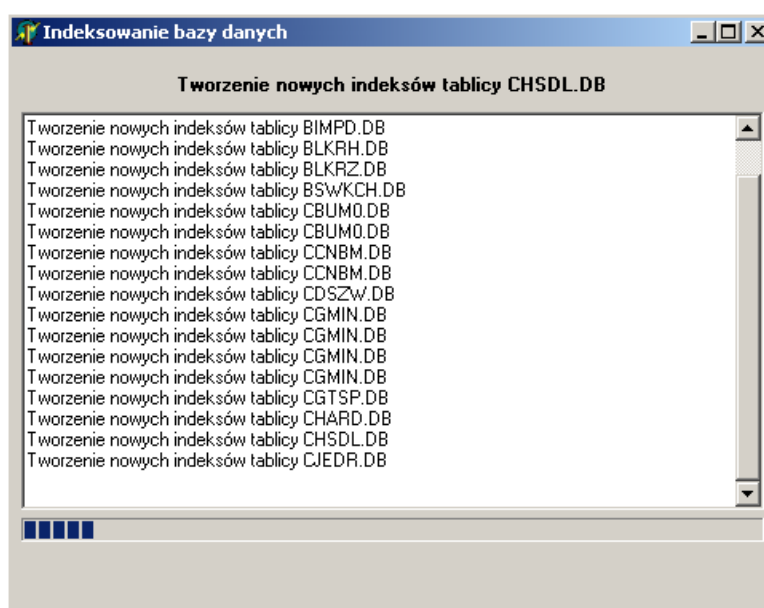 Indeksowanie bazy danych
Tworzenie nowych indeksów tablicy CHSDL.DB
Tworzenie nowych indeksów tablicy BIMPD.DB
Tworzenie nowych indeksów tablicy BLKRH.DB
Tworzenie nowych indeksów tablicy BLKRZ.DB
Tworzenie nowych indeksów tablicy BSWKCH.DB
Tworzenie nowych indeksów tablicy CBUM0.DB
Tworzenie nowych indeksów tablicy CBUM0.DB
Tworzenie nowych indeksów tablicy CCNBM.DB
Tworzenie nowych indeksów tablicy CCNBM.DB
Tworzenie nowych indeksów tablicy CDSZW.DB
Tworzenie nowych indeksów tablicy CGMIN.DB
Tworzenie nowych indeksów tablicy CGMIN.DB
Tworzenie nowych indeksów tablicy CGMIN.DB
Tworzenie nowych indeksów tablicy CGMIN.DB
Tworzenie nowych indeksów tablicy CGTSP.DB
Tworzenie nowych indeksów tablicy CHARD.DB
Tworzenie nowych indeksów tablicy CHSDL.DB
Tworzenie nowych indeksów tablicy CJEDR.DB